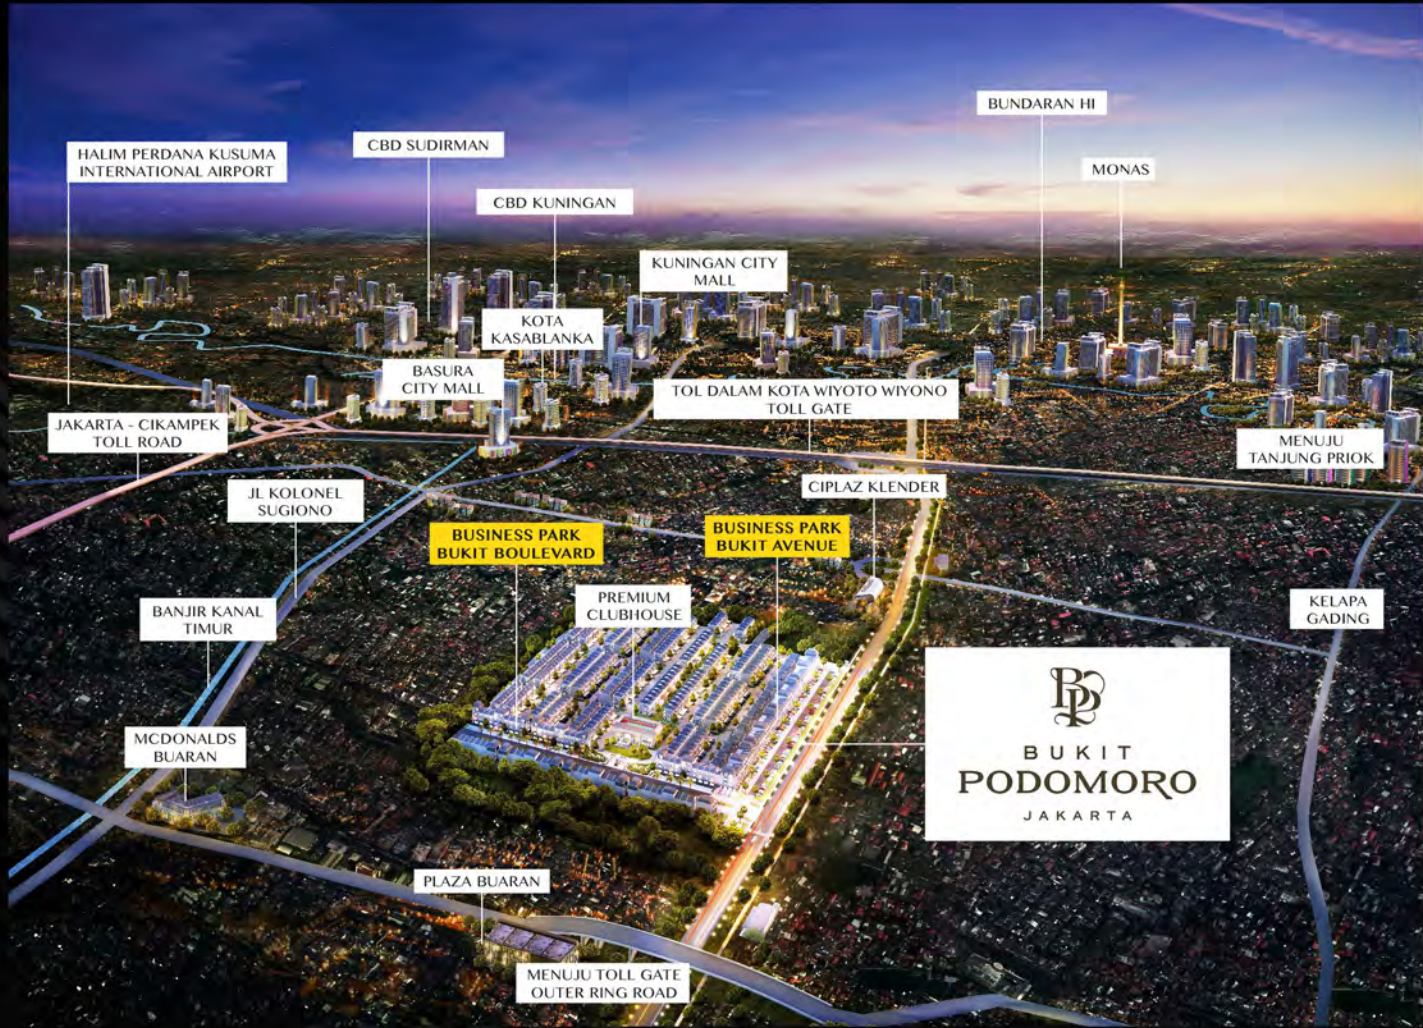 BUNDARAN HI
CBD SUDIRMAN
HALIM PERDANA KUSUMA
INTERNATIONAL AIRPORT
MONAS
CBD KUNINGAN
KUNINGAN CITY
MALL
KOTA
KASABLANKA
BASURA
CITY MALL
TOL DALAM KOTA WIYOTO WIYONO
TOLL GATE
JAKARTA - CIKAMPEK
TOLL ROAD
MENUJU
TANJUNG PRIOK
JL KOLONEL
SUGIONO
CIPLAZ KLENDER
BUSINESS PARK
BUKIT BOULEVARD
BUSINESS PARK
BUKIT AVENUE
PREMIUM
CLUBHOUSE
BANJIR KANAL
TIMUR
KELAPA
GADING
BP
BUKIT
PODOMORO
JAKARTA
MCDONALDS
BUARAN
PLAZA BUARAN
MENUJU TOLL GATE
OUTER RING ROAD